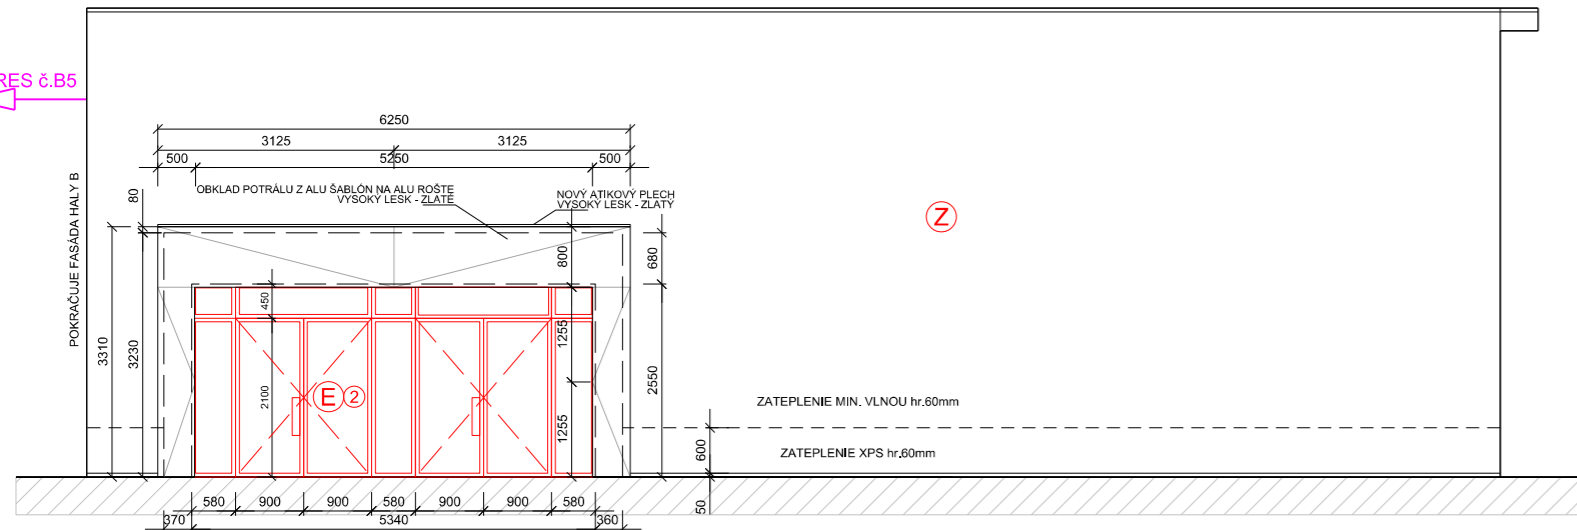 RES č.B5
6250
3125
3125
500
5250
500
OBKLAD POTRÁLU Z ALU ŠABLÓN NA ALU ROŠTE
VYSOKÝ LESK - ZLATÉ
NOVÝ ATIKOVÝ PLECH
VYSOKÝ LESK - ZLATÝ
80
POKRAČUJE FASÁDA HALY B
3310
3230
800
680
450
1255
2100
2550
1255
Z
E
2
ZATEPLENIE MIN. VLNOU hr.60mm
600
ZATEPLENIE XPS hr.60mm
50
580
900
900
580
900
900
580
370
5340
360